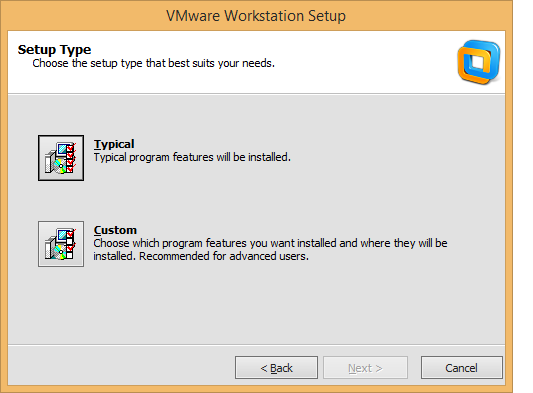 VMware Workstation Setup
Setup Type
Choose the setup type that best suits your needs.
Typical
Typical program features will be installed.
Custom
Choose which program features you want installed and where they will be
installed. Recommended for advanced users.
< Back
Next >
Cancel